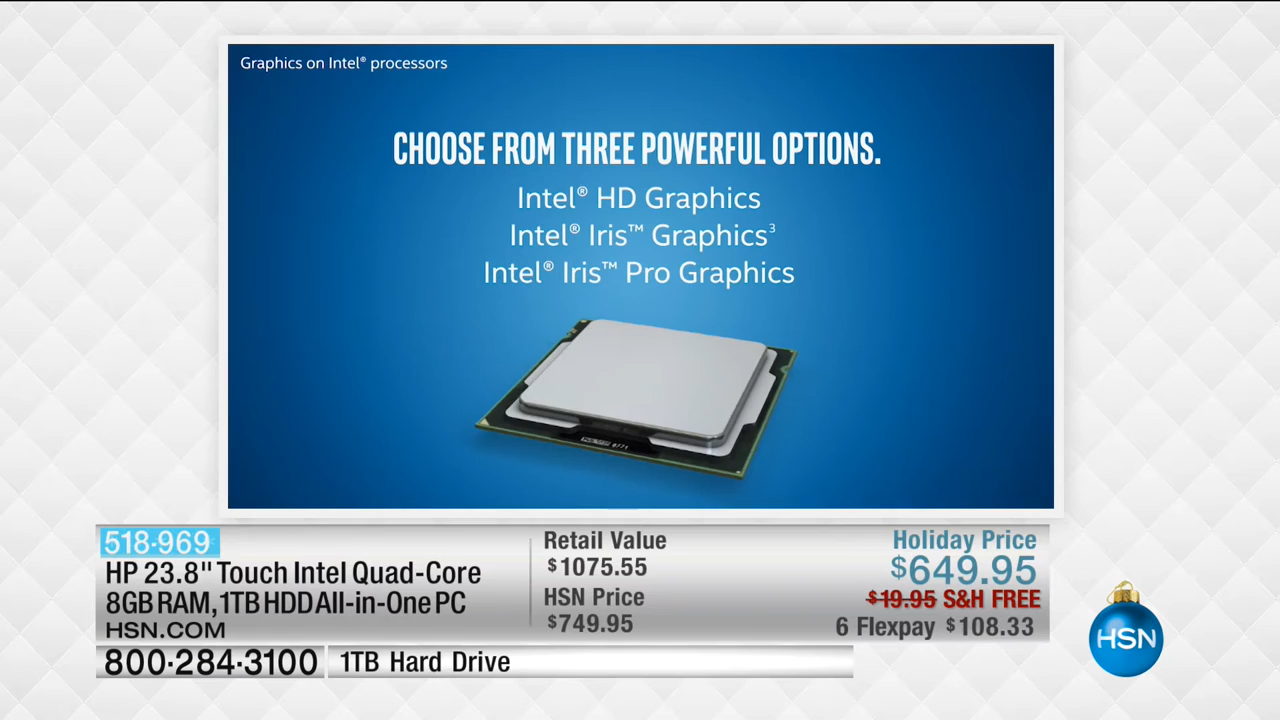 Graphics on Intel® processors
CHOOSE FROM THREE POWERFUL OPTIONS.
Intel® HD Graphics
Intel® Iris™ Graphics³
Intel® Iris™ Pro Graphics
518-969
HP 23.8" Touch Intel Quad-Core
8GB RAM, 1TB HDD All-in-One PC
HSN.COM
Retail Value
$1075.55
HSN Price
$749.95
Holiday Price
$649.95
$19.95 S&H FREE
6 Flexpay $108.33
HSN
800·284·3100
1TB Hard Drive